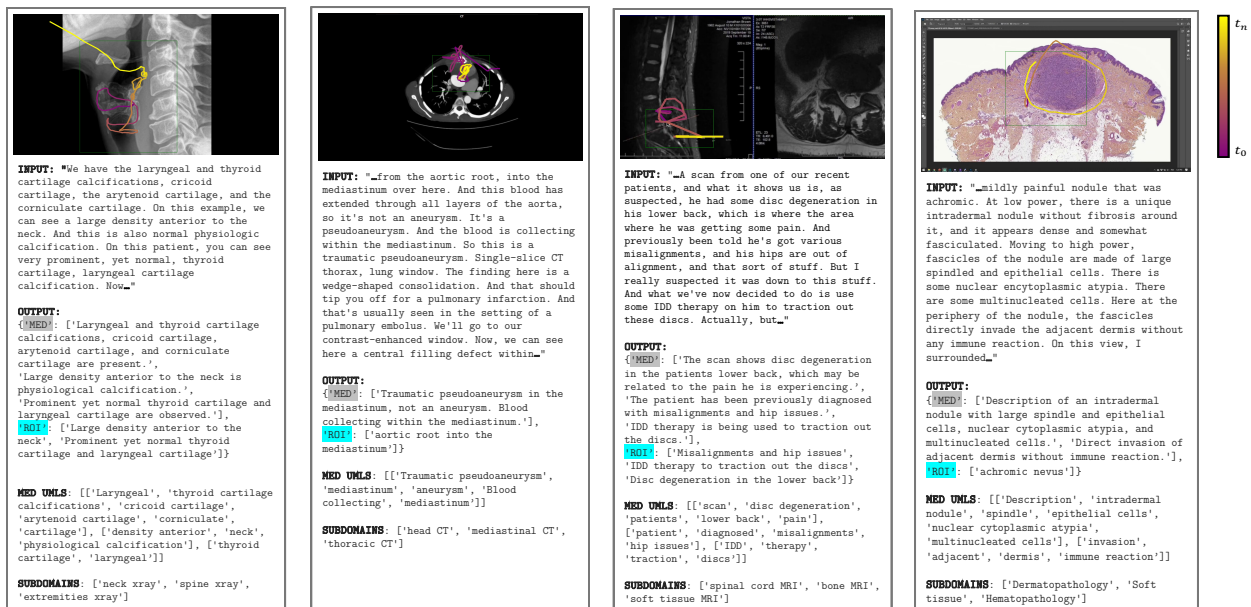 INPUT: "We have the laryngeal and thyroid
cartilage calcifications, cricoid
cartilage, the arytenoid cartilage, and the
corniculate cartilage. On this example, we
can see a large density anterior to the
neck. And this is also normal physiologic
calcification. On this patient, you can see
very prominent, yet normal, thyroid
cartilage, laryngeal cartilage
calcification. Now…"
OUTPUT:
{'MED': ['Laryngeal and thyroid cartilage
calcifications, cricoid cartilage,
arytenoid cartilage, and corniculate
cartilage are present.',
'Large density anterior to the neck is
physiological calcification.',
'Prominent yet normal thyroid cartilage and
laryngeal cartilage are observed.'],
'ROI': ['Large density anterior to the
neck', 'Prominent yet normal thyroid
cartilage and laryngeal cartilage']}
MED UMLS: [['Laryngeal', 'thyroid cartilage
calcifications', 'cricoid cartilage',
'arytenoid cartilage', 'corniculate',
'cartilage'], ['density anterior', 'neck',
'physiological calcification'], ['thyroid
cartilage', 'laryngeal']]
SUBDOMAINS: ['neck xray', 'spine xray',
'extremities xray']
INPUT: "…from the aortic root, into the
mediastinum over here. And this blood has
extended through all layers of the aorta,
so it's not an aneurysm. It's a
pseudoaneurysm. And the blood is collecting
within the mediastinum. So this is a
traumatic pseudoaneurysm. Single-slice CT
thorax, lung window. The finding here is a
wedge-shaped consolidation. And that should
tip you off for a pulmonary infarction. And
that's usually seen in the setting of a
pulmonary embolus. We'll go to our
contrast-enhanced window. Now, we can see
here a central filling defect within…"
OUTPUT:
{'MED': ['Traumatic pseudoaneurysm in the
mediastinum, not an aneurysm. Blood
collecting within the mediastinum.'],
'ROI': ['aortic root into the
mediastinum']}
MED UMLS: [['Traumatic pseudoaneurysm',
'mediastinum', 'aneurysm', 'Blood
collecting', 'mediastinum']]
SUBDOMAINS: ['head CT', 'mediastinal CT',
'thoracic CT']
INPUT: "…A scan from one of our recent
patients, and what it shows us is, as
suspected, he had some disc degeneration in
his lower back, which is where the area
where he was getting some pain. And
previously been told he's got various
misalignments, and his hips are out of
alignment, and that sort of stuff. But I
really suspected it was down to this stuff.
And what we've now decided to do is use
some IDD therapy on him to traction out
these discs. Actually, but…"
OUTPUT:
{'MED': ['The scan shows disc degeneration
in the patients lower back, which may be
related to the pain he is experiencing.',
'The patient has been previously diagnosed
with misalignments and hip issues.',
'IDD therapy is being used to traction out
the discs.'],
'ROI': ['Misalignments and hip issues',
'IDD therapy to traction out the discs',
'Disc degeneration in the lower back']}
MED UMLS: [['scan', 'disc degeneration',
'patients', 'lower back', 'pain'],
['patient', 'diagnosed', 'misalignments',
'hip issues'], ['IDD', 'therapy',
'traction', 'discs']]
SUBDOMAINS: ['spinal cord MRI', 'bone MRI',
'soft tissue MRI']
INPUT: "…mildly painful nodule that was
achromic. At low power, there is a unique
intradermal nodule without fibrosis around
it, and it appears dense and somewhat
fasciculated. Moving to high power,
fascicles of the nodule are made of large
spindled and epithelial cells. There is
some nuclear encytoplasmic atypia. There
are some multinucleated cells. Here at the
periphery of the nodule, the fascicles
directly invade the adjacent dermis without
any immune reaction. On this view, I
surrounded…"
OUTPUT:
{'MED': ['Description of an intradermal
nodule with large spindle and epithelial
cells, nuclear cytoplasmic atypia, and
multinucleated cells.', 'Direct invasion of
adjacent dermis without immune reaction.'],
'ROI': ['achromic nevus']}
MED UMLS: [['Description', 'intradermal
nodule', 'spindle', 'epithelial cells',
'nuclear cytoplasmic atypia',
'multinucleated cells'], ['invasion',
'adjacent', 'dermis', 'immune reaction']]
SUBDOMAINS: ['Dermatopathology', 'Soft
tissue', 'Hematopathology']
tn
t0